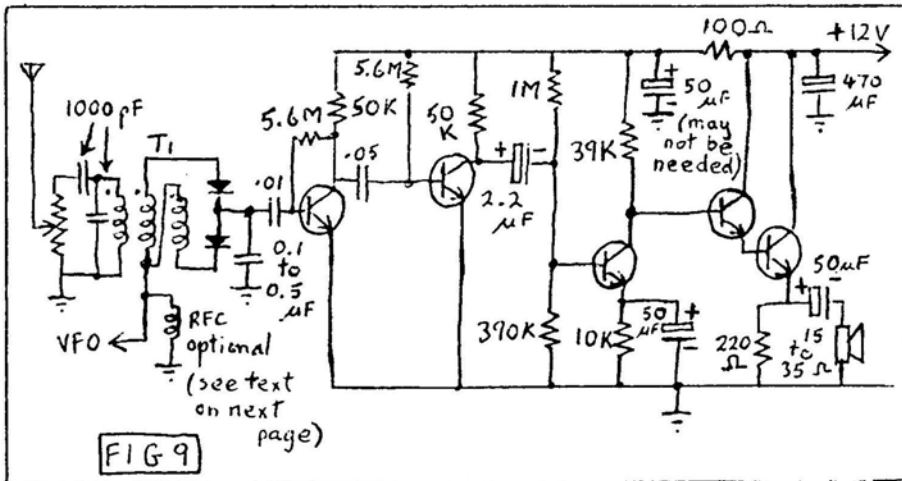 100Ω
+12V
1000 pF
T1
5.6M
50K
5.6M
50
K
1M
39K
+
50
μF
(may
not be
needed)
-
470
μF
.01
.05
+ -
2.2
μF
0.1
to
0.5
μF
RFC
optional
(see text
on next
page)
VFO
390K
10K
50
μF
+
-
220
Ω
+ -
50μF
15
to
35 Ω
FIG 9